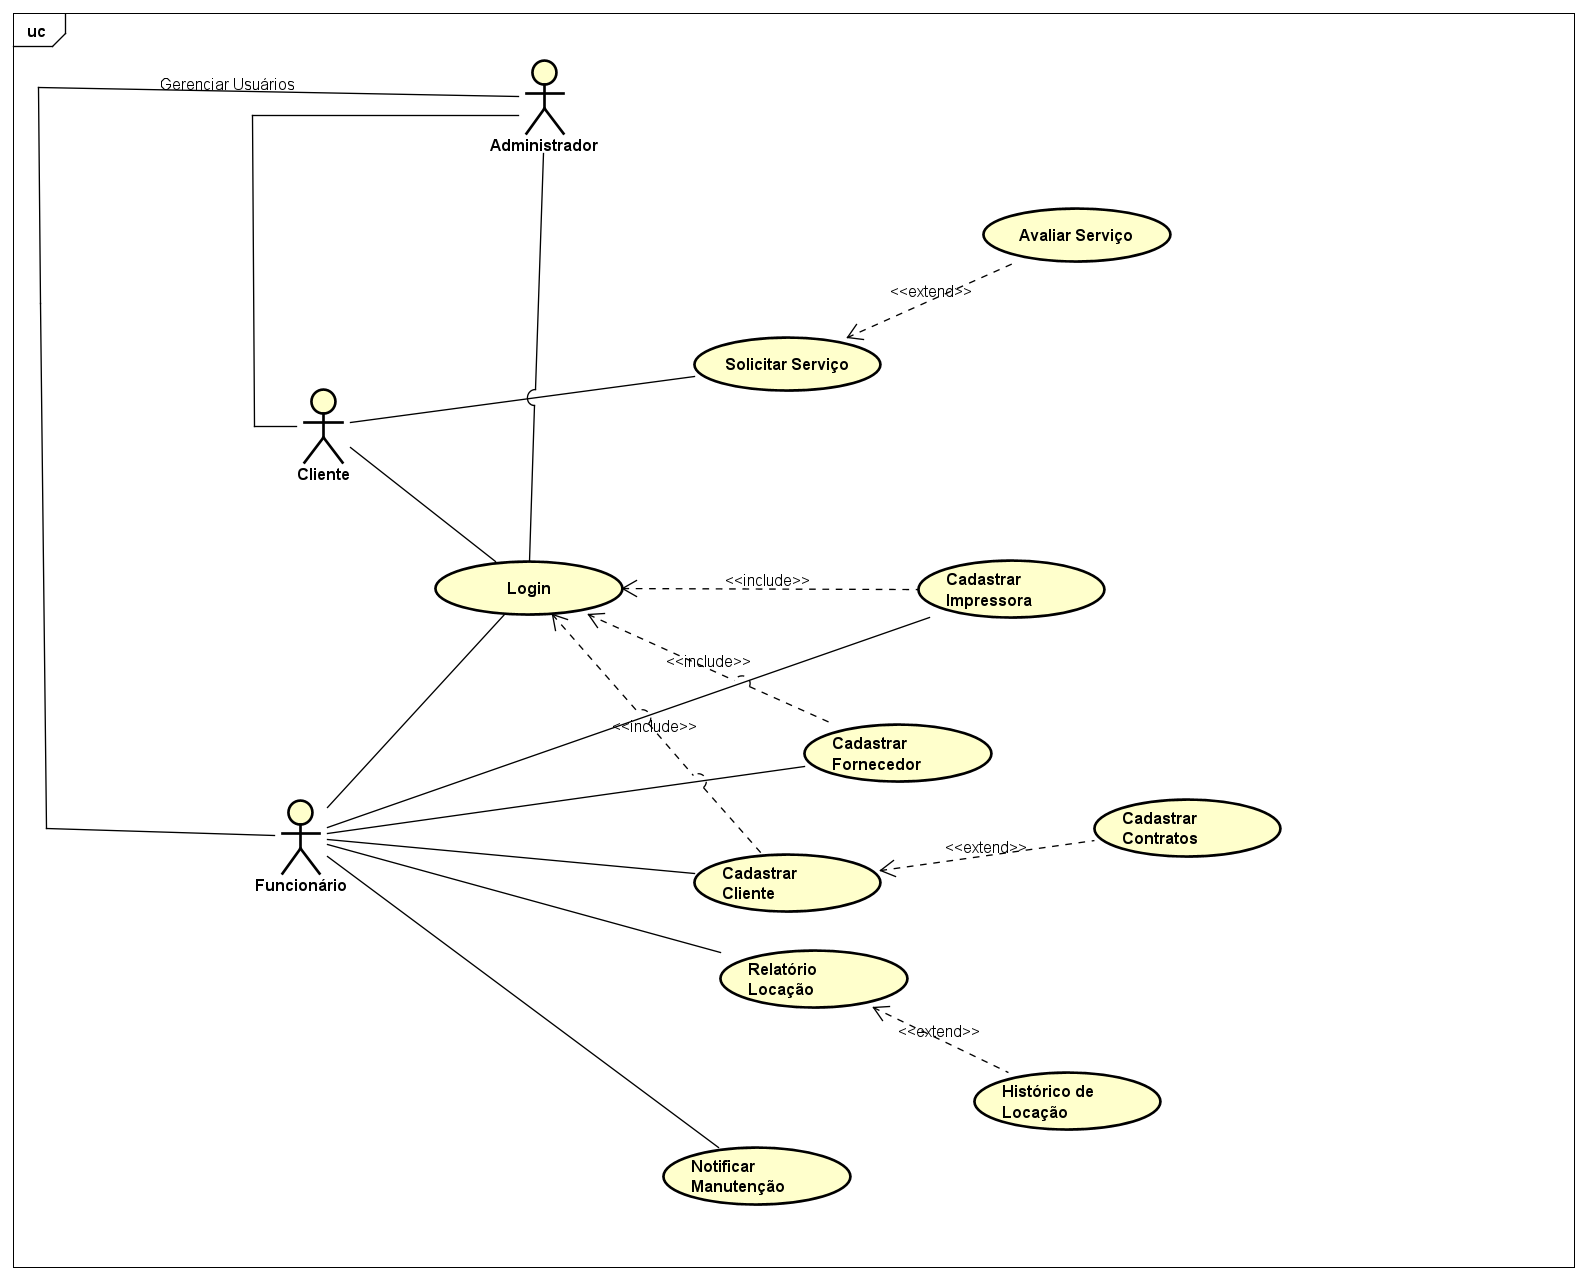 uc
Gerenciar Usuários
Administrador
Avaliar Serviço
<<extend>>
Solicitar Serviço
Cliente
Login
<<include>>
Cadastrar
Impressora
<<include>>
<<include>>
Cadastrar
Fornecedor
Funcionário
Cadastrar
Contratos
<<extend>>
Cadastrar
Cliente
Relatório
Locação
<<extend>>
Histórico de
Locação
Notificar
Manutenção